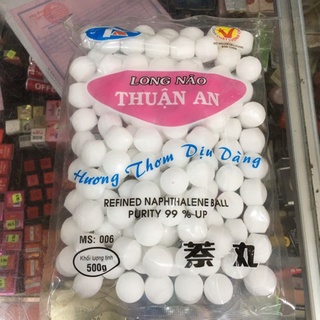 LONG NÃO
THUẬN AN
Hương Thơm Dịu Dàng
REFINED NAPHTHALENE BALL
PURITY 99 % UP
MS: 006
Khối lượng tịnh
500g
萘丸